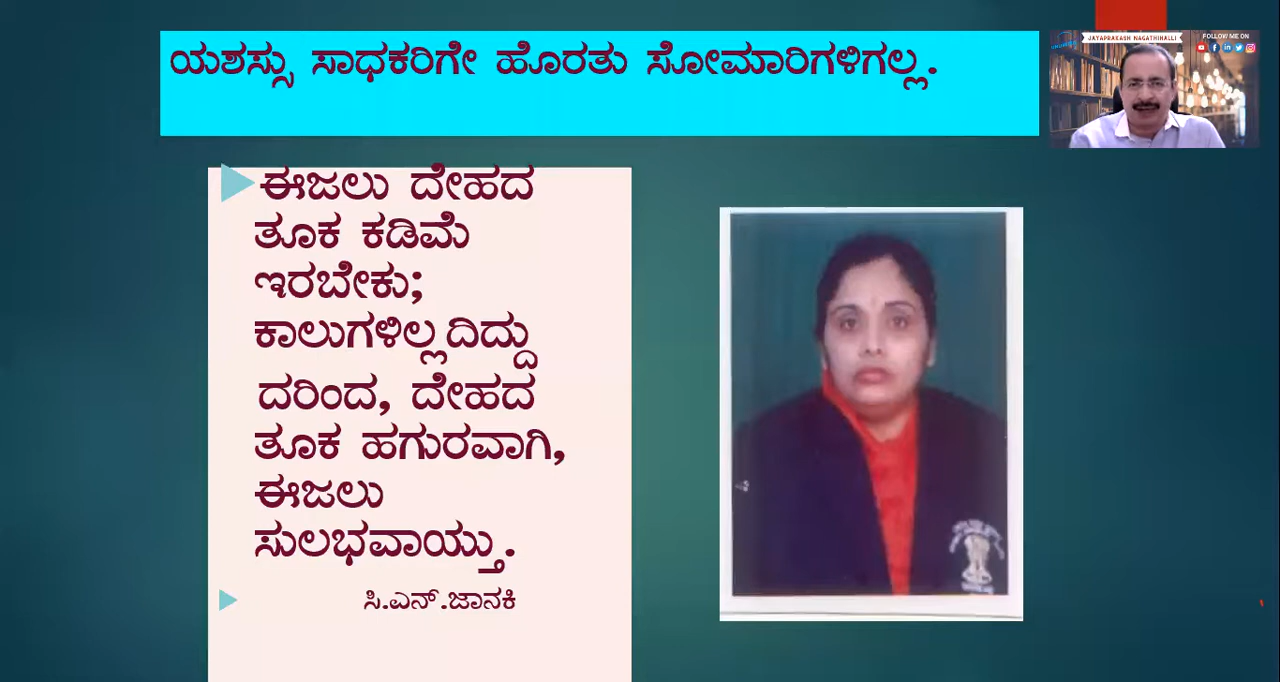 ಯಶಸ್ಸು ಸಾಧಕರಿಗೇ ಹೊರತು ಸೋಮಾರಿಗಳಿಗಲ್ಲ.
JAYAPRAKASH NAGATHIHALLI
FOLLOW ME ON
ಈಜಲು ದೇಹದ
ತೂಕ ಕಡಿಮೆ
ಇರಬೇಕು;
ಕಾಲುಗಳಿಲ್ಲದಿದ್ದು
ದರಿಂದ, ದೇಹದ
ತೂಕ ಹಗುರವಾಗಿ,
ಈಜಲು
ಸುಲಭವಾಯ್ತು.
ಸಿ.ಎನ್.ಜಾನಕಿ